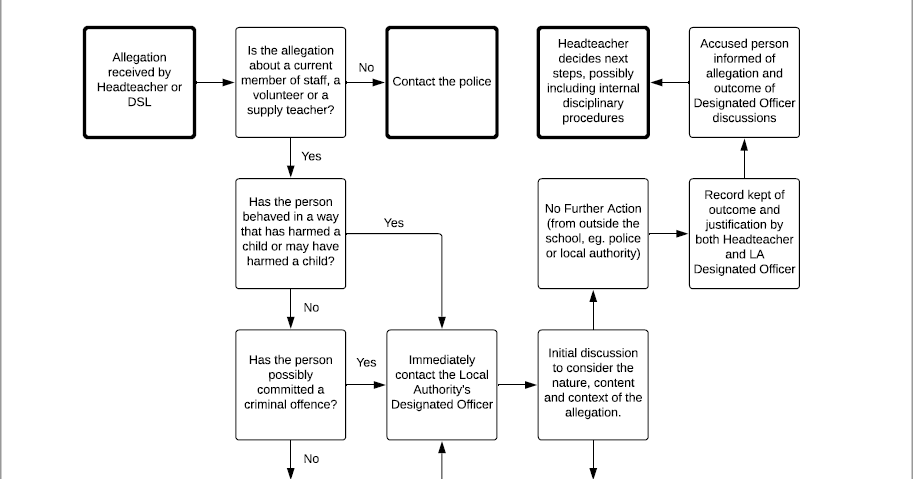 Allegation
received by
Headteacher or
DSL
Is the allegation
about a current
member of staff, a
volunteer or a
supply teacher?
No
Contact the police
Headteacher
decides next
steps, possibly
including internal
disciplinary
procedures
Accused person
informed of
allegation and
outcome of
Designated Officer
discussions
Yes
Has the person
behaved in a way
that has harmed a
child or may have
harmed a child?
Yes
No Further Action
(from outside the
school, eg. police
or local authority)
Record kept of
outcome and
justification by
both Headteacher
and LA
Designated Officer
No
Has the person
possibly
committed a
criminal offence?
Yes
Immediately
contact the Local
Authority's
Designated Officer
Initial discussion
to consider the
nature, content
and context of the
allegation.
No